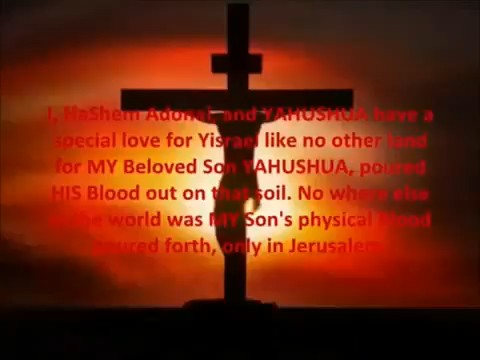 I, HaShem Adonai, and YAHUSHUA have a
special love for Yisrael like no other land
for MY Beloved Son YAHUSHUA, poured
HIS Blood out on that soil. No where else
in the world was MY Son's physical Blood
poured forth, only in Jerusalem.